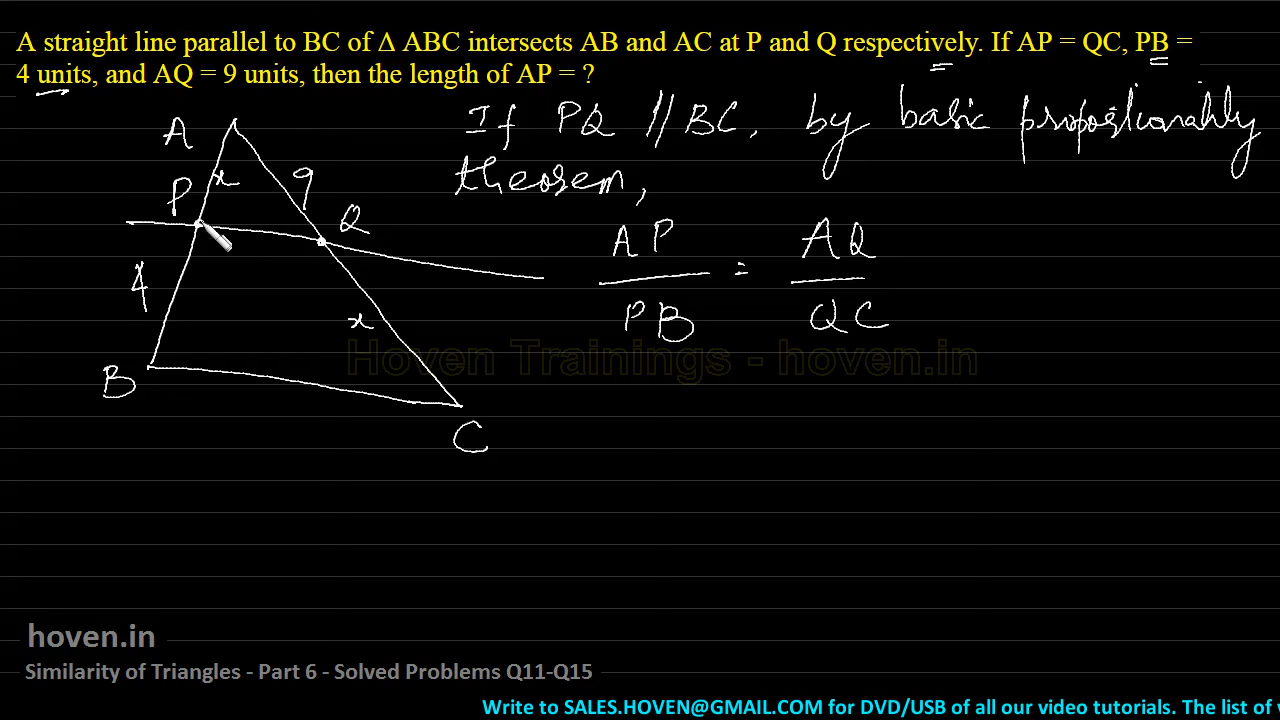 A straight line parallel to BC of Δ ABC intersects AB and AC at P and Q respectively. If AP = QC, PB =
4 units, and AQ = 9 units, then the length of AP = ?
If PQ // BC, by basic proportionality
theorem,
A
x
9
P
Q
AP / PB = AQ / QC
4
x
Hoven Trainings - hoven.in
B
C
hoven.in
Similarity of Triangles - Part 6 - Solved Problems Q11-Q15
Write to SALES.HOVEN@GMAIL.COM for DVD/USB of all our video tutorials. The list of